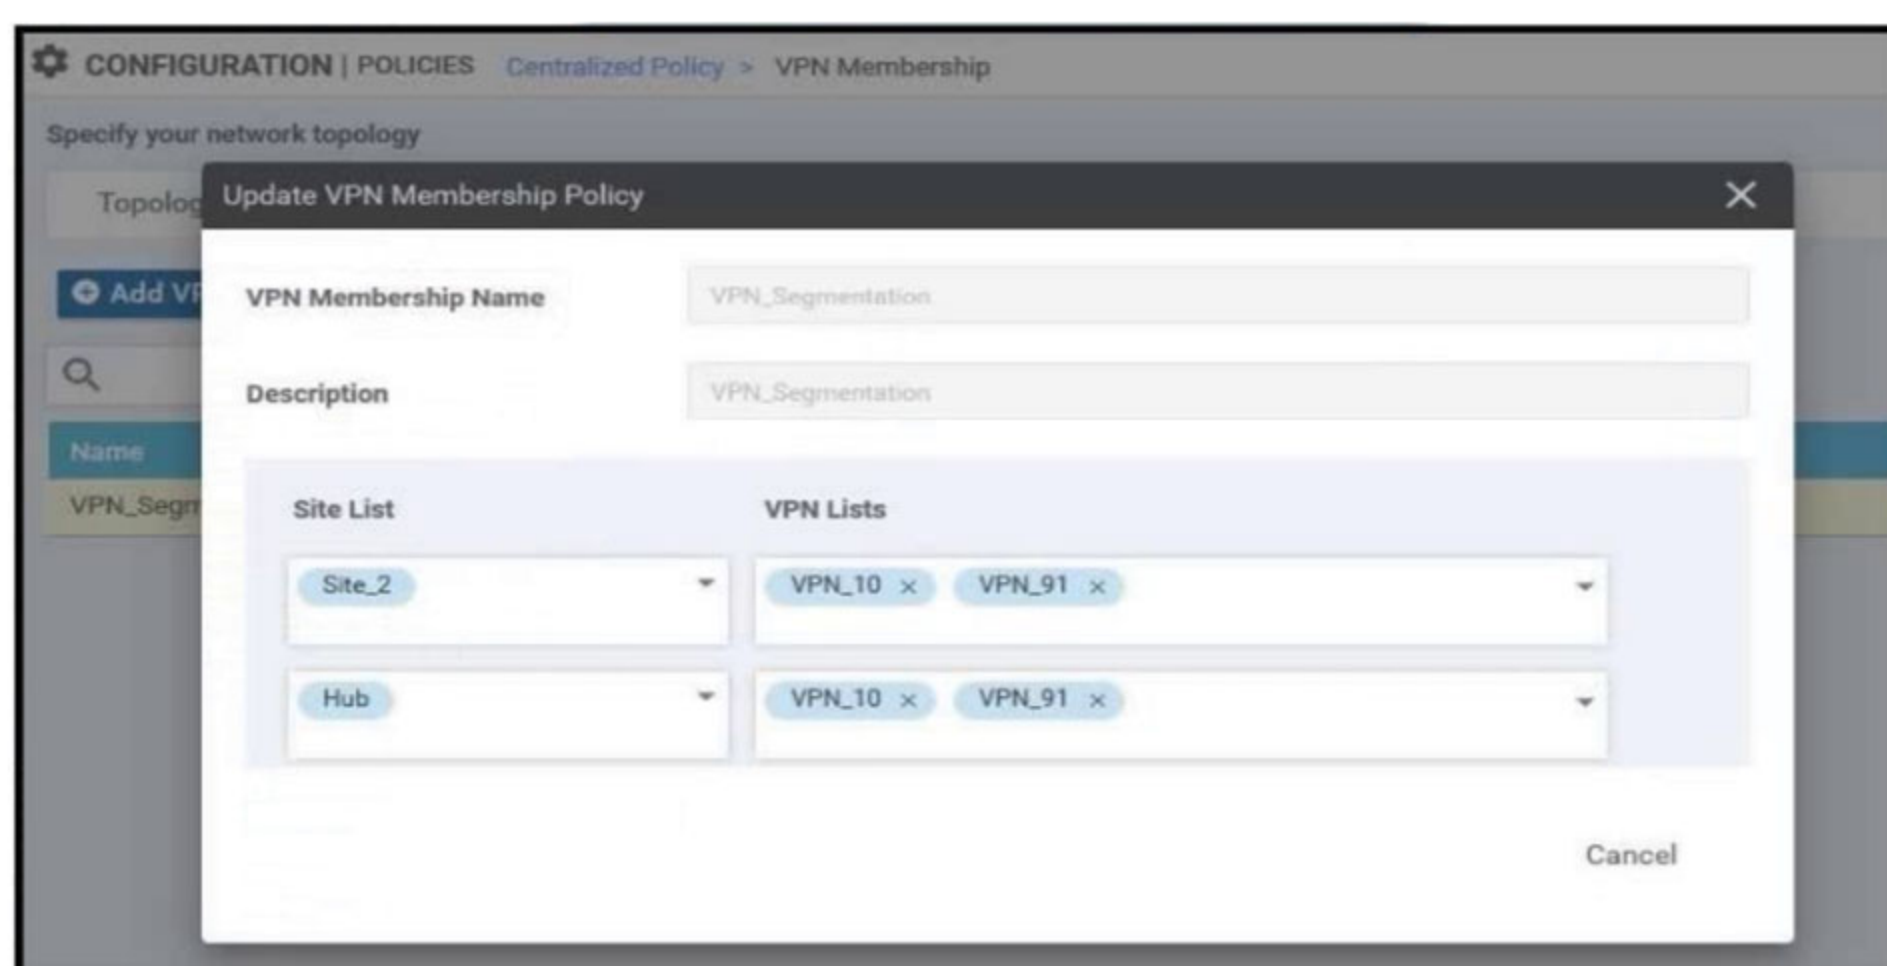 CONFIGURATION | POLICIES Centralized Policy > VPN Membership
Specify your network topology
Topolog
Update VPN Membership Policy
Add VP
VPN Membership Name VPN_Segmentation
Description VPN_Segmentation
Name
VPN_Segm
Site List VPN Lists
Site_2 VPN_10 × VPN_91 ×
Hub VPN_10 × VPN_91 ×
Cancel